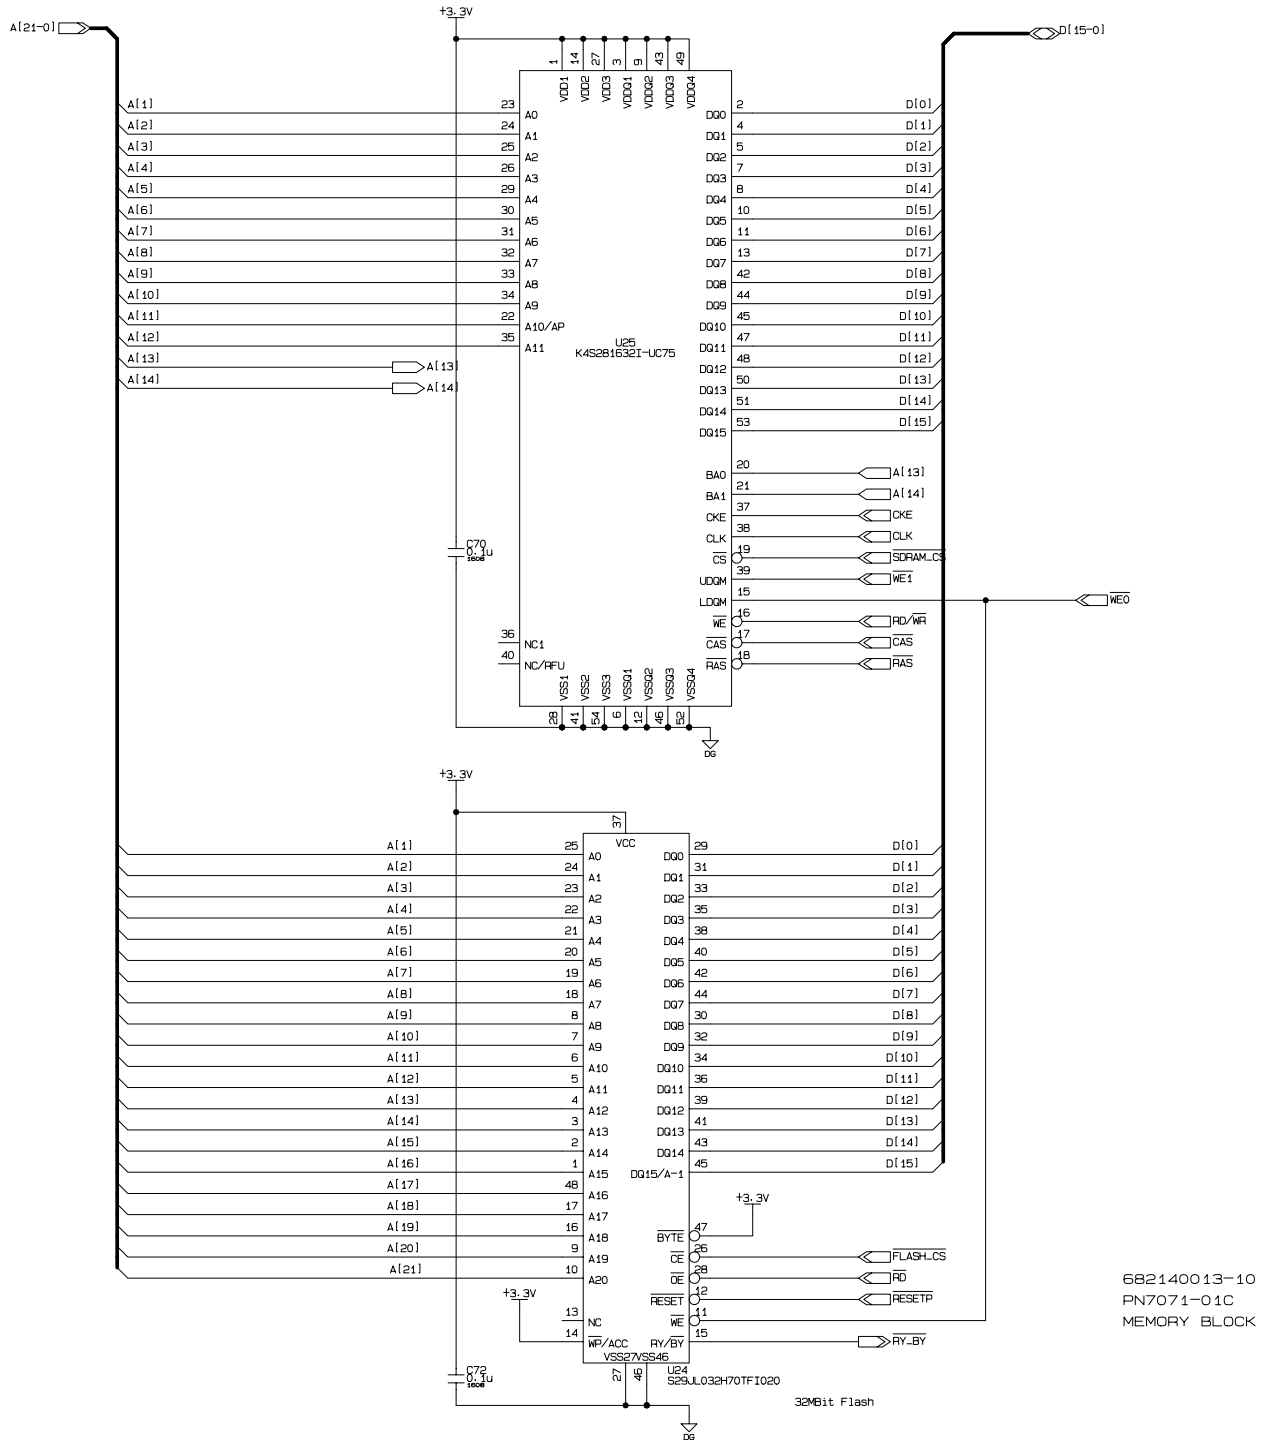 A[21-0]
+3.3V
D[15-0]
1 14 27 3 9 43 49
VDD1 VDD2 VDD3 VDDQ1 VDDQ2 VDDQ3 VDDQ4
A[1] 23 A0 DQ0 2 D[0]
A[2] 24 A1 DQ1 4 D[1]
A[3] 25 A2 DQ2 5 D[2]
A[4] 26 A3 DQ3 7 D[3]
A[5] 29 A4 DQ4 8 D[4]
A[6] 30 A5 DQ5 10 D[5]
A[7] 31 A6 DQ6 11 D[6]
A[8] 32 A7 DQ7 13 D[7]
A[9] 33 A8 DQ8 42 D[8]
A[10] 34 A9 DQ9 44 D[9]
A[11] 22 A10/AP DQ10 45 D[10]
A[12] 35 A11 DQ11 47 D[11]
U25
K4S281632I-UC75
A[13] A[13] DQ12 48 D[12]
A[14] A[14] DQ13 50 D[13]
DQ14 51 D[14]
DQ15 53 D[15]
BA0 20 A[13]
BA1 21 A[14]
CKE 37 CKE
CLK 38 CLK
CS 19 SDRAM_CS
UDQM 39 WE1
LDQM 15 WE0
WE 16 RD/WR
36 NC1 CAS 17 CAS
40 NC/RFU RAS 18 RAS
C70
0.1u
1608
VSS1 VSS2 VSS3 VSSQ1 VSSQ2 VSSQ3 VSSQ4
28 41 54 6 12 46 52
DG
+3.3V
37
VCC
A[1] 25 A0 DQ0 29 D[0]
A[2] 24 A1 DQ1 31 D[1]
A[3] 23 A2 DQ2 33 D[2]
A[4] 22 A3 DQ3 35 D[3]
A[5] 21 A4 DQ4 38 D[4]
A[6] 20 A5 DQ5 40 D[5]
A[7] 19 A6 DQ6 42 D[6]
A[8] 18 A7 DQ7 44 D[7]
A[9] 8 A8 DQ8 30 D[8]
A[10] 7 A9 DQ9 32 D[9]
A[11] 6 A10 DQ10 34 D[10]
A[12] 5 A11 DQ11 36 D[11]
A[13] 4 A12 DQ12 39 D[12]
A[14] 3 A13 DQ13 41 D[13]
A[15] 2 A14 DQ14 43 D[14]
A[16] 1 A15 DQ15/A-1 45 D[15]
A[17] 48 A16
A[18] 17 A17
+3.3V
A[19] 16 A18 BYTE 47
A[20] 9 A19 CE 26 FLASH_CS
A[21] 10 A20 OE 28 RD
+3.3V
RESET 12 RESETP
13 NC WE 11
14 WP/ACC RY/BY 15 RY_BY
VSS27 VSS46
27 46
U24
S29JL032H70TFI020
C72
0.1u
1608
32MBit Flash
DG
682140013-10
PN7071-01C
MEMORY BLOCK